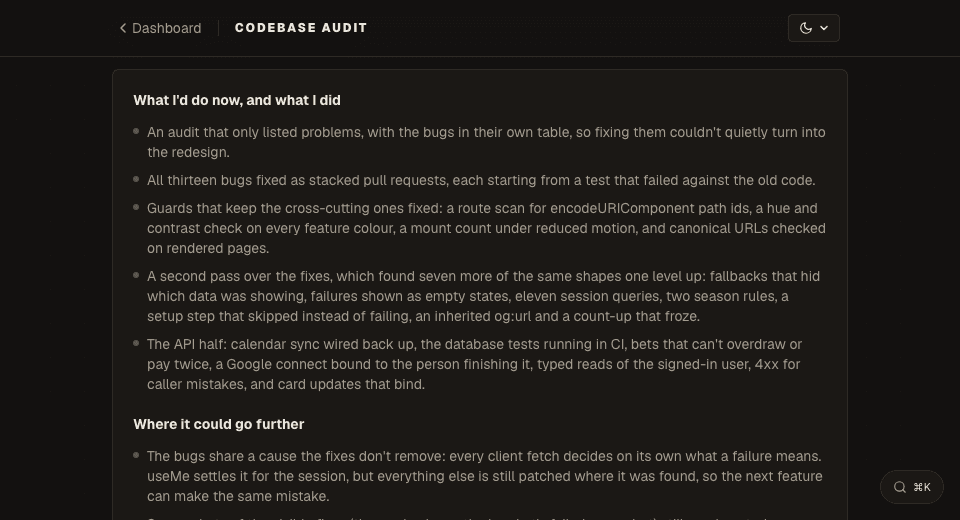 Dashboard
CODEBASE AUDIT
What I'd do now, and what I did
An audit that only listed problems, with the bugs in their own table, so fixing them couldn't quietly turn into
the redesign.
All thirteen bugs fixed as stacked pull requests, each starting from a test that failed against the old code.
Guards that keep the cross-cutting ones fixed: a route scan for encodeURIComponent path ids, a hue and
contrast check on every feature colour, a mount count under reduced motion, and canonical URLs checked
on rendered pages.
A second pass over the fixes, which found seven more of the same shapes one level up: fallbacks that hid
which data was showing, failures shown as empty states, eleven session queries, two season rules, a
setup step that skipped instead of failing, an inherited og:url and a count-up that froze.
The API half: calendar sync wired back up, the database tests running in CI, bets that can't overdraw or
pay twice, a Google connect bound to the person finishing it, typed reads of the signed-in user, 4xx for
caller mistakes, and card updates that bind.
Where it could go further
The bugs share a cause the fixes don't remove: every client fetch decides on its own what a failure means.
useMe settles it for the session, but everything else is still patched where it was found, so the next feature
can make the same mistake.
⌘K